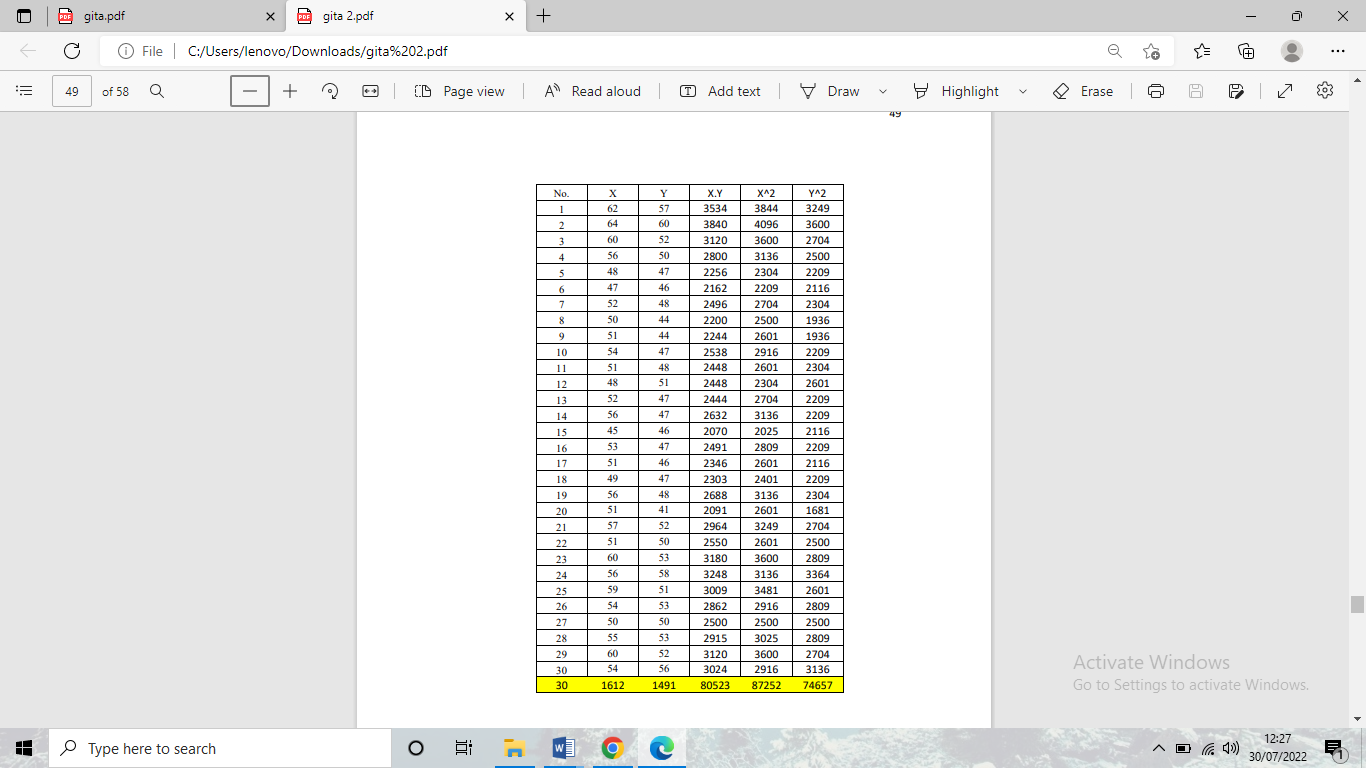 gita.pdf
gita 2.pdf
File C:/Users/lenovo/Downloads/gita%202.pdf
49 of 58 Page view Read aloud Add text Draw Highlight Erase
49
No. X Y X.Y X^2 Y^2
1 62 57 3534 3844 3249
2 64 60 3840 4096 3600
3 60 52 3120 3600 2704
4 56 50 2800 3136 2500
5 48 47 2256 2304 2209
6 47 46 2162 2209 2116
7 52 48 2496 2704 2304
8 50 44 2200 2500 1936
9 51 44 2244 2601 1936
10 54 47 2538 2916 2209
11 51 48 2448 2601 2304
12 48 51 2448 2304 2601
13 52 47 2444 2704 2209
14 56 47 2632 3136 2209
15 45 46 2070 2025 2116
16 53 47 2491 2809 2209
17 51 46 2346 2601 2116
18 49 47 2303 2401 2209
19 56 48 2688 3136 2304
20 51 41 2091 2601 1681
21 57 52 2964 3249 2704
22 51 50 2550 2601 2500
23 60 53 3180 3600 2809
24 56 58 3248 3136 3364
25 59 51 3009 3481 2601
26 54 53 2862 2916 2809
27 50 50 2500 2500 2500
28 55 53 2915 3025 2809
29 60 52 3120 3600 2704
30 54 56 3024 2916 3136
30 1612 1491 80523 87252 74657
Activate Windows
Go to Settings to activate Windows.
Type here to search
12:27
30/07/2022
1